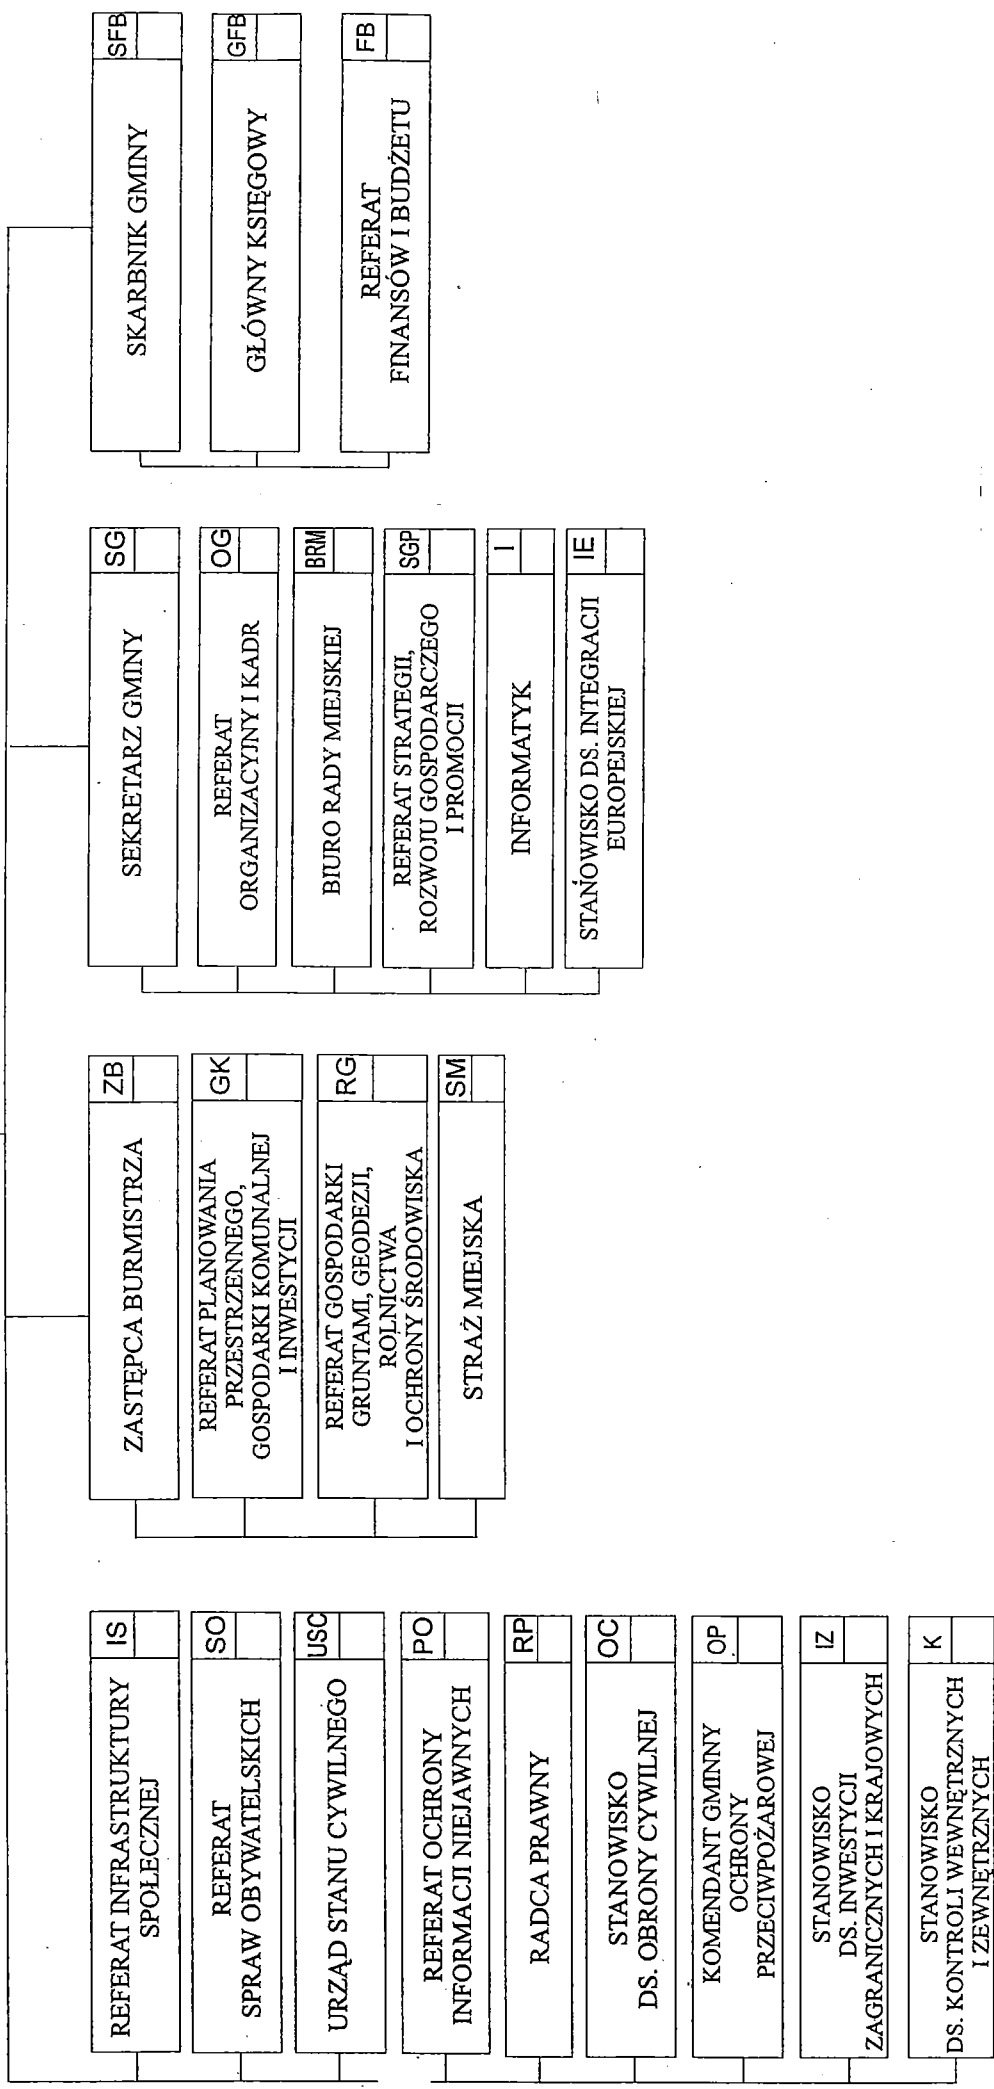 REFERAT INFRASTRUKTURY
SPOŁECZNEJ
IS
REFERAT
SPRAW OBYWATELSKICH
SO
URZĄD STANU CYWILNEGO
USC
REFERAT OCHRONY
INFORMACJI NIEJAWNYCH
PO
RADCA PRAWNY
RP
STANOWISKO
DS. OBRONY CYWILNEJ
OC
KOMENDANT GMINNY
OCHRONY
PRZECIWPOŻAROWEJ
OP
STANOWISKO
DS. INWESTYCJI
ZAGRANICZNYCH I KRAJOWYCH
IZ
STANOWISKO
DS. KONTROLI WEWNĘTRZNYCH
I ZEWNĘTRZNYCH
K
ZASTĘPCA BURMISTRZA
ZB
REFERAT PLANOWANIA
PRZESTRZENNEGO,
GOSPODARKI KOMUNALNEJ
I INWESTYCJI
GK
REFERAT GOSPODARKI
GRUNTAMI, GEODEZJI,
ROLNICTWA
I OCHRONY ŚRODOWISKA
RG
STRAŻ MIEJSKA
SM
SEKRETARZ GMINY
SG
REFERAT
ORGANIZACYJNY I KADR
OG
BIURO RADY MIEJSKIEJ
BRM
REFERAT STRATEGII,
ROZWOJU GOSPODARCZEGO
I PROMOCJI
SGP
INFORMATYK
I
STANOWISKO DS. INTEGRACJI
EUROPEJSKIEJ
IE
SKARBNIK GMINY
SFB
GŁÓWNY KSIĘGOWY
GFB
REFERAT
FINANSÓW I BUDŻETU
FB